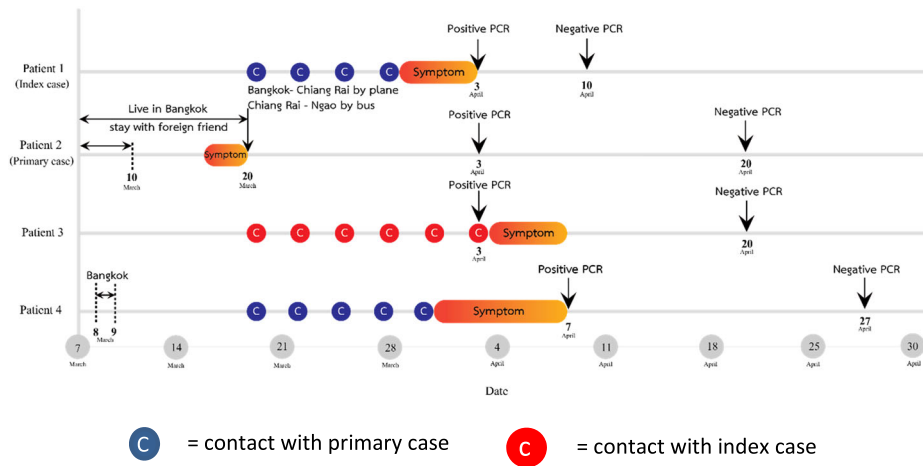 Positive PCR
Negative PCR
Patient 1
(Index case)
C
C
C
C
Symptom
3
April
10
April
Bangkok- Chiang Rai by plane
Chiang Rai - Ngao by bus
Live in Bangkok
stay with foreign friend
Positive PCR
Negative PCR
Patient 2
(Primary case)
Symptom
10
March
20
March
3
April
20
April
Positive PCR
Negative PCR
Patient 3
C
C
C
C
C
C
Symptom
3
April
20
April
Bangkok
Positive PCR
Negative PCR
Patient 4
C
C
C
C
C
Symptom
8
9
March
7
April
27
April
7
March
14
March
21
March
28
March
4
April
11
April
18
April
25
April
30
April
Date
C = contact with primary case
C = contact with index case